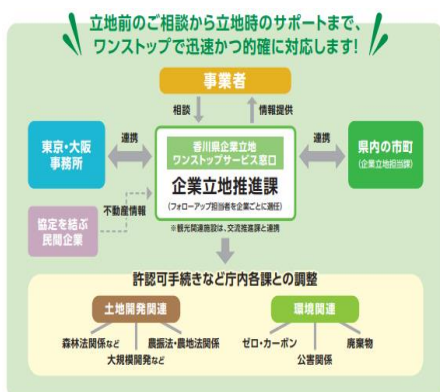 立地前のご相談から立地時のサポートまで、
ワンストップで迅速かつ的確に対応します!
事業者
相談
情報提供
東京・大阪
事務所
連携
香川県企業立地
ワンストップサービス窓口
企業立地推進課
(フォローアップ担当者を企業ごとに選任)
連携
県内の市町
(企業立地担当課)
協定を結ぶ
民間企業
不動産情報
※観光関連施設は、交流推進課と連携
許認可手続きなど庁内各課との調整
土地開発関連
森林法関係など
大規模開発など
農振法・農地法関係
環境関連
ゼロ・カーボン
公害関係
廃棄物